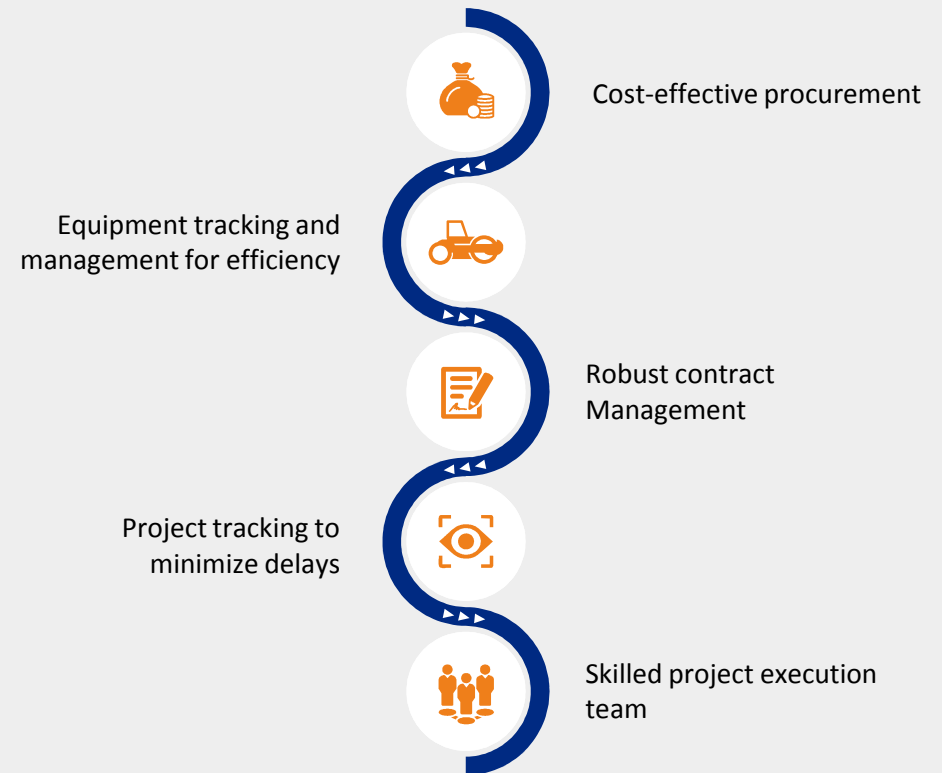 Cost-effective procurement
Equipment tracking and
management for efficiency
Robust contract
Management
Project tracking to
minimize delays
Skilled project execution
team